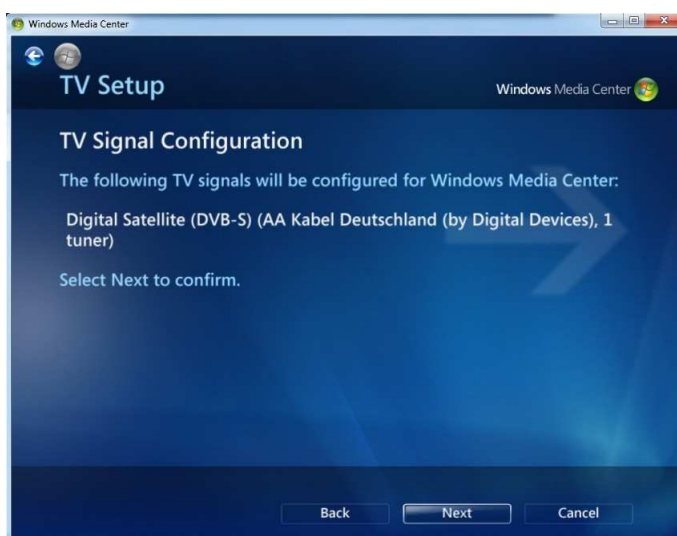 Windows Media Center
TV Setup
Windows Media Center
TV Signal Configuration
The following TV signals will be configured for Windows Media Center:
Digital Satellite (DVB-S) (AA Kabel Deutschland (by Digital Devices), 1
tuner)
Select Next to confirm.
Back Next Cancel